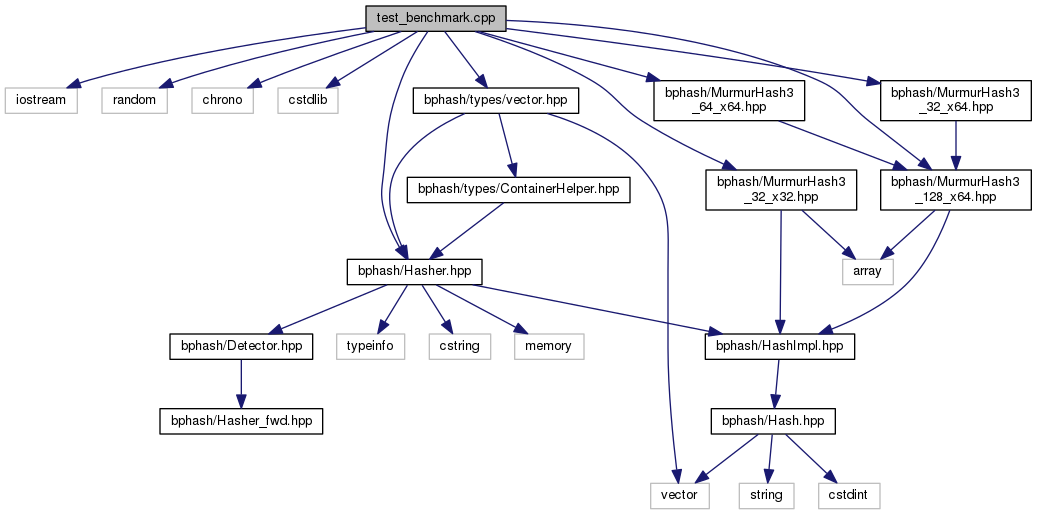 test_benchmark.cpp
iostream
random
chrono
cstdlib
bphash/types/vector.hpp
bphash/MurmurHash3
_64_x64.hpp
bphash/MurmurHash3
_32_x64.hpp
bphash/types/ContainerHelper.hpp
bphash/MurmurHash3
_32_x32.hpp
bphash/MurmurHash3
_128_x64.hpp
bphash/Hasher.hpp
array
bphash/Detector.hpp
typeinfo
cstring
memory
bphash/HashImpl.hpp
bphash/Hasher_fwd.hpp
bphash/Hash.hpp
vector
string
cstdint